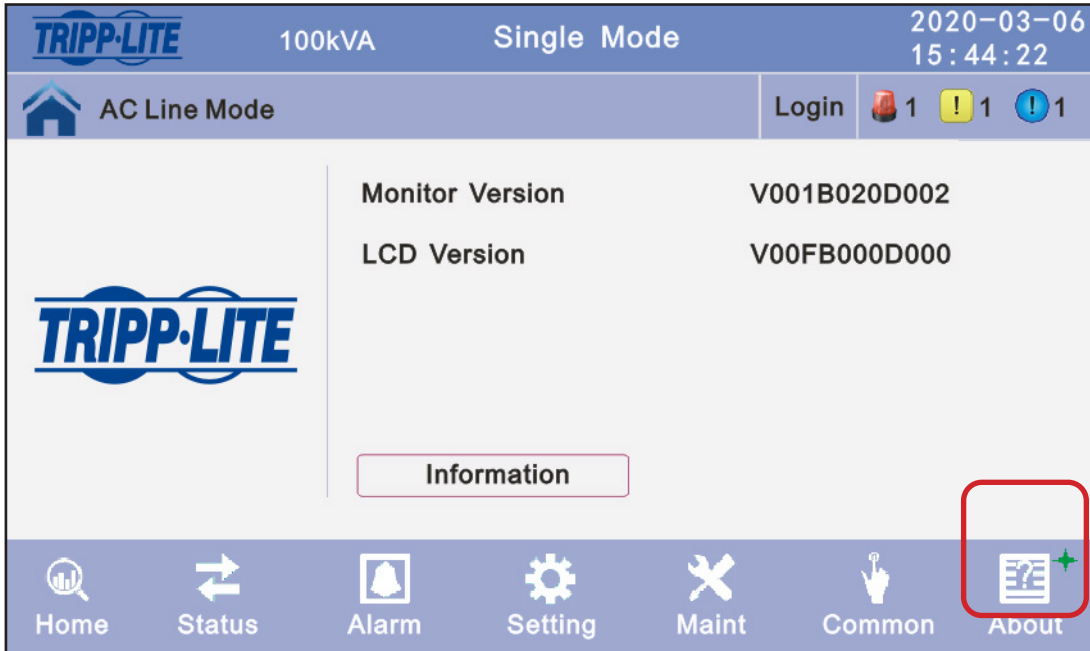 TRIPP·LITE 100kVA Single Mode 2020-03-06
15:44:22
AC Line Mode Login 1 ! 1 ! 1
Monitor Version V001B020D002
LCD Version V00FB000D000
TRIPP·LITE
Information
?
Home Status Alarm Setting Maint Common About